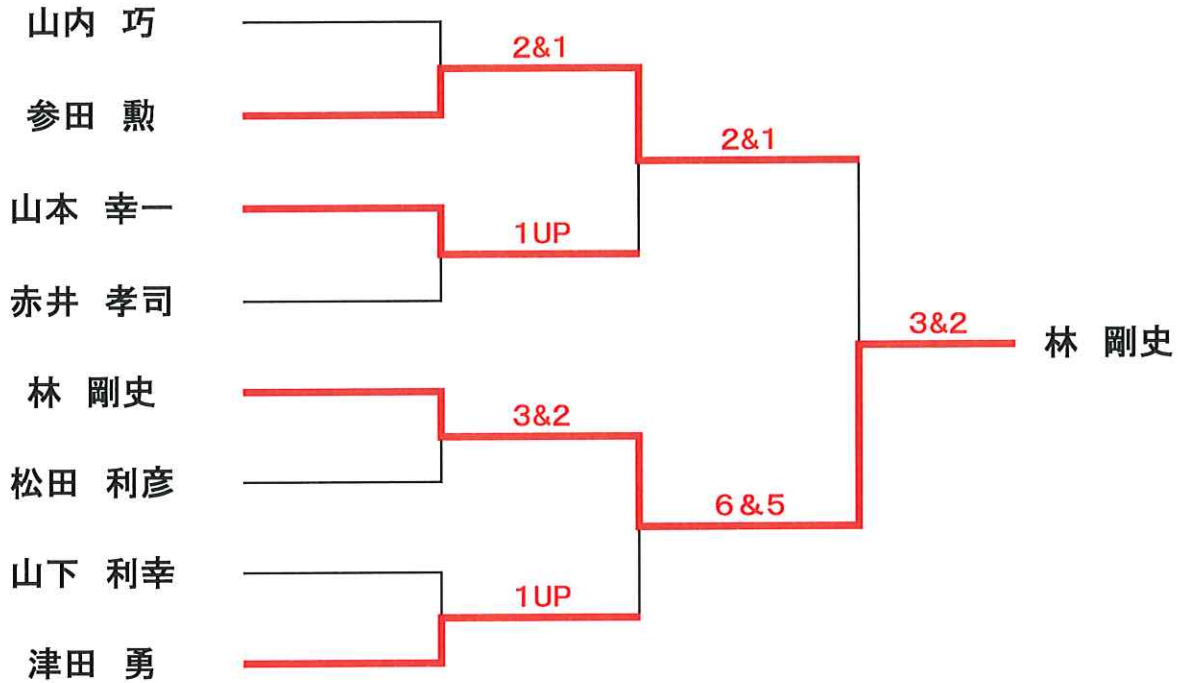 山内 巧
2&1
参田 勲
2&1
山本 幸一
1UP
赤井 孝司
3&2
林 剛史
林 剛史
3&2
松田 利彦
6&5
山下 利幸
1UP
津田 勇